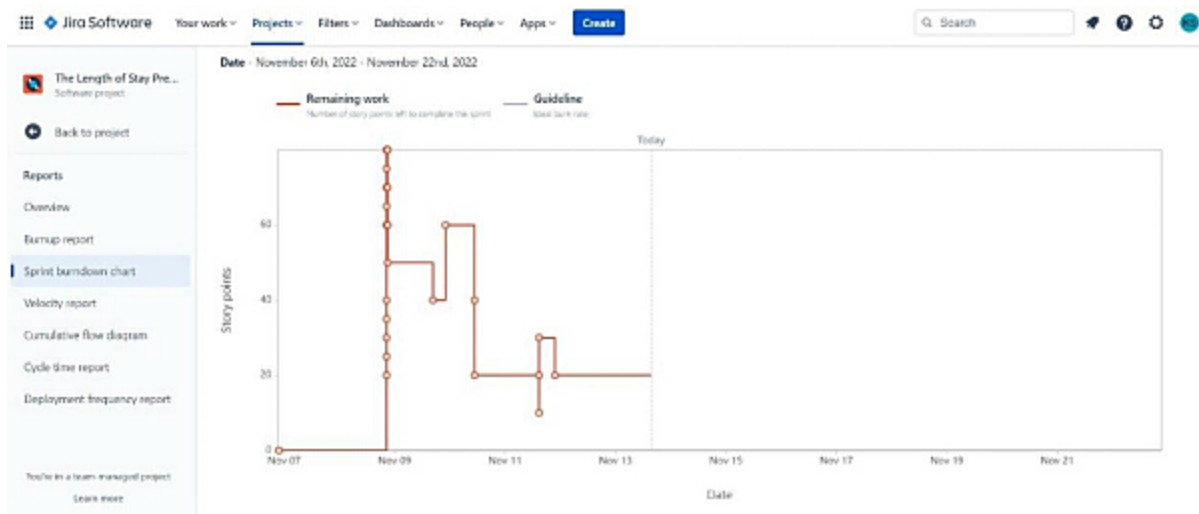 Jira Software Your work Projects Filters Dashboards People Apps Create Search
The Length of Stay Pre...
Software project
Back to project
Reports
Overview
Burnup report
Sprint burndown chart
Velocity report
Cumulative flow diagram
Cycle time report
Deployment frequency report
You're in a team-managed project
Learn more
Date - November 6th, 2022 - November 22nd, 2022
Remaining work
Number of story points left to complete this sprint
Guideline
Ideal burn rate
Today
Story points
60
40
20
0
Nov 07 Nov 09 Nov 11 Nov 13 Nov 15 Nov 17 Nov 19 Nov 21
Date